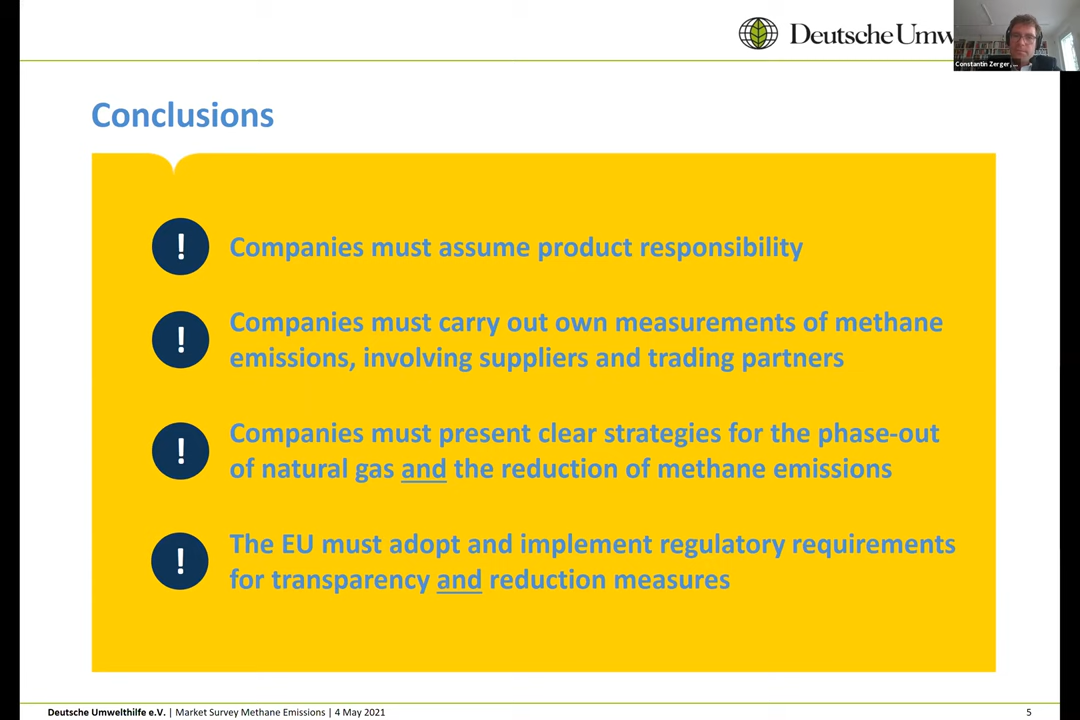 Deutsche Umw
Constantin Zerger, ...
Conclusions
! Companies must assume product responsibility
! Companies must carry out own measurements of methane
emissions, involving suppliers and trading partners
! Companies must present clear strategies for the phase-out
of natural gas and the reduction of methane emissions
! The EU must adopt and implement regulatory requirements
for transparency and reduction measures
Deutsche Umwelthilfe e.V. | Market Survey Methane Emissions | 4 May 2021
5